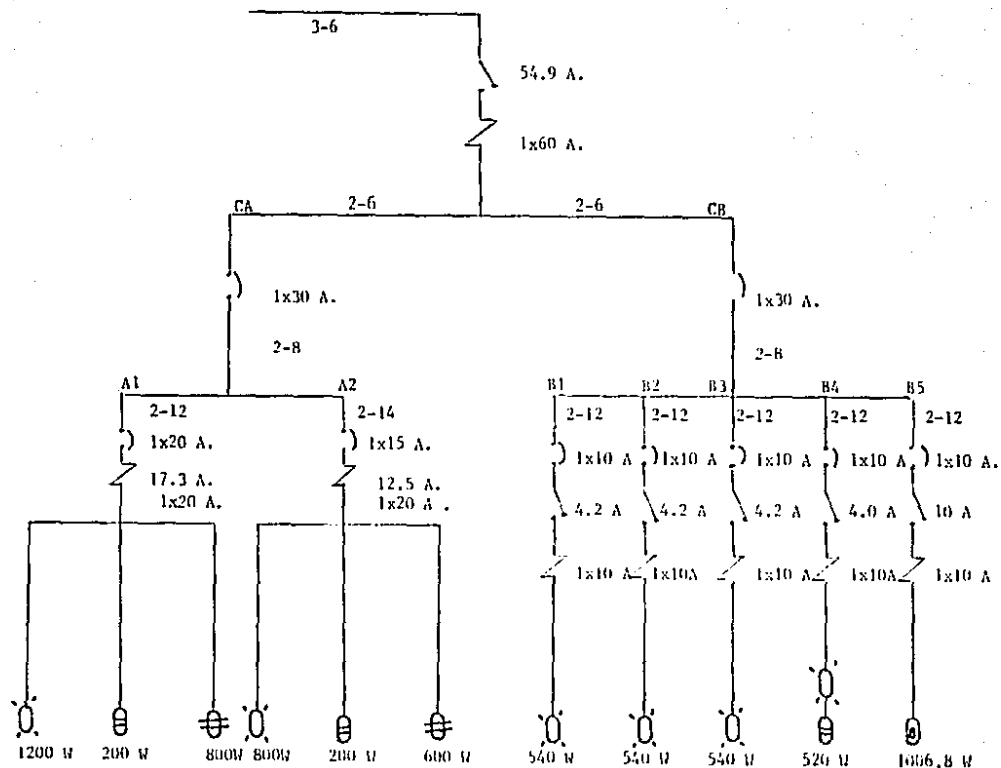 3-6
54.9 A.
1x60 A.
CA 2-6 2-6 CB
1x30 A. 1x30 A.
2-8 2-8
A1 A2 B1 B2 B3 B4 B5
2-12 2-14 2-12 2-12 2-12 2-12 2-12
1x20 A. 1x15 A. 1x10 A 1x10 A 1x10 A 1x10 A 1x10 A.
17.3 A. 12.5 A. 4.2 A 4.2 A 4.2 A 4.0 A 10 A
1x20 A. 1x20 A.
1x10 A 1x10A 1x10 A 1x10A 1x10 A
1200 W 200 W 800W 800W 200 W 600 W 540 W 540 W 540 W 520 W 1006.8 W